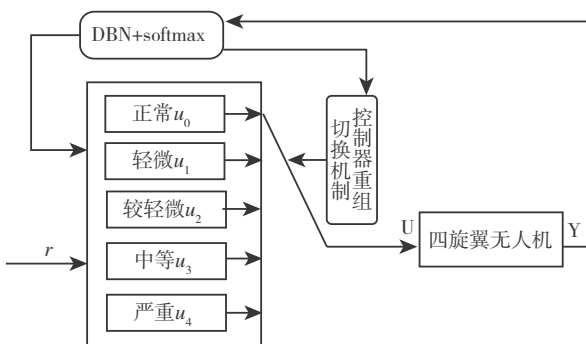 DBN+softmax
正常u₀
轻微u₁
较轻微u₂
中等u₃
严重u₄
r
控制器重组
切换机制
U
四旋翼无人机
Y